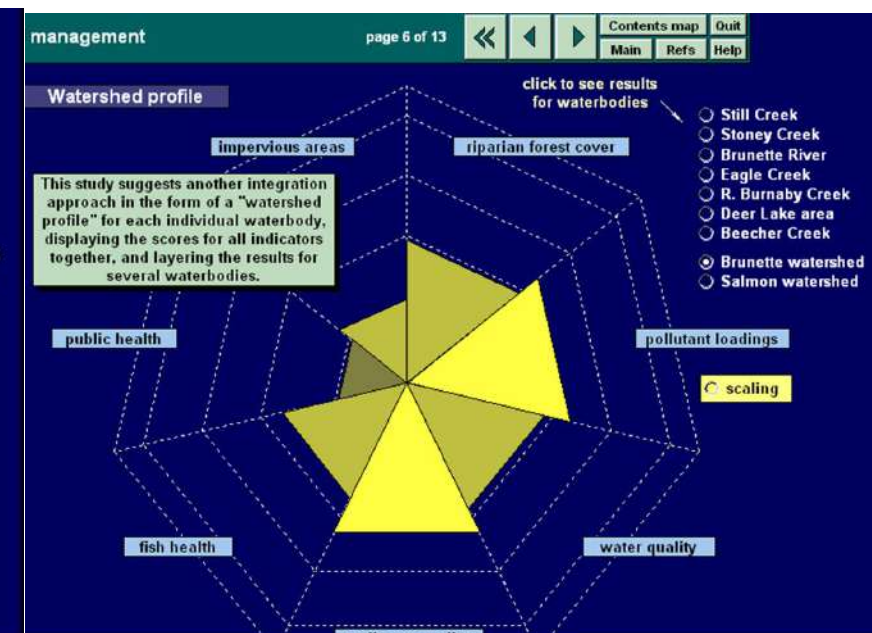 management
page 6 of 13
Contents map
Quit
Main
Refs
Help
Watershed profile
click to see results
for waterbodies
Still Creek
Stoney Creek
Brunette River
Eagle Creek
R. Burnaby Creek
Deer Lake area
Beecher Creek
Brunette watershed
Salmon watershed
impervious areas
riparian forest cover
This study suggests another integration
approach in the form of a "watershed
profile" for each individual waterbody,
displaying the scores for all indicators
together, and layering the results for
several waterbodies.
public health
pollutant loadings
scaling
fish health
water quality